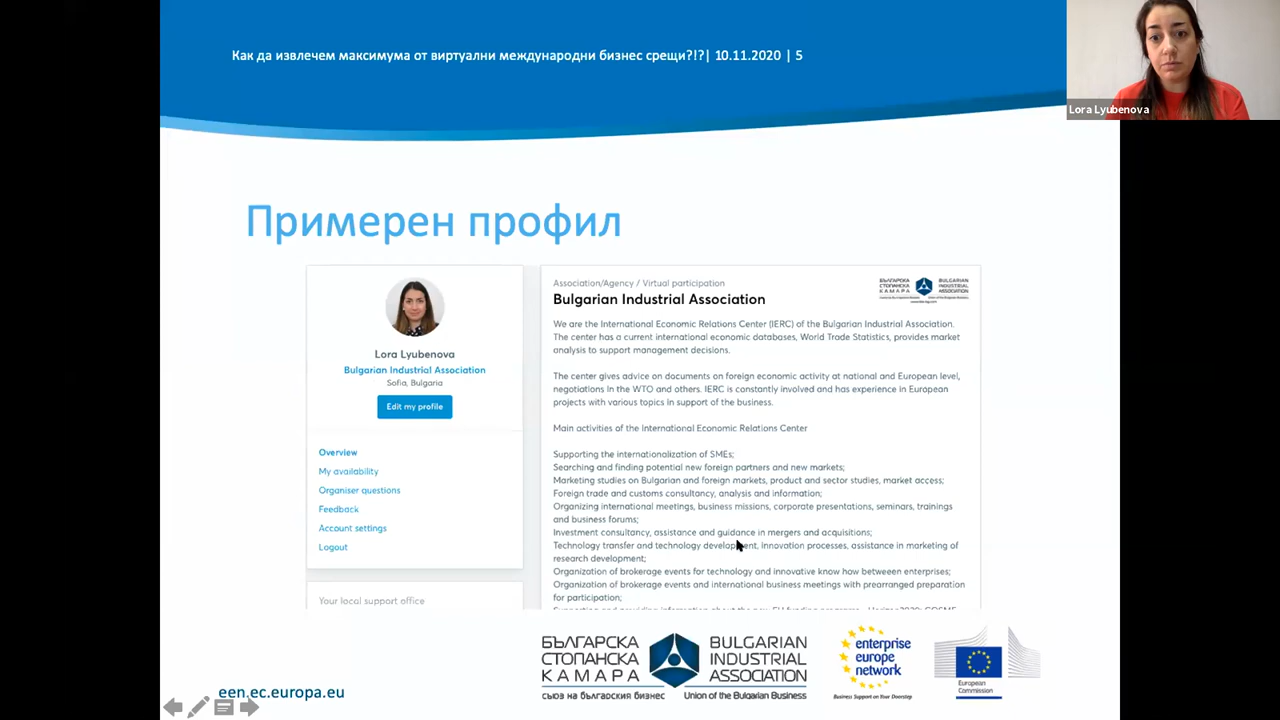 Как да извлечем максимума от виртуални международни бизнес срещи?!?| 10.11.2020 | 5
Lora Lyubenova
Примерен профил
Lora Lyubenova
Bulgarian Industrial Association
Sofia, Bulgaria
Edit my profile
Overview
My availability
Organiser questions
Feedback
Account settings
Logout
Your local support office
Association/Agency / Virtual participation
Bulgarian Industrial Association
БЪЛГАРСКА
СТОПАНСКА
КАМАРА
BULGARIAN
INDUSTRIAL
ASSOCIATION
We are the International Economic Relations Center (IERC) of the Bulgarian Industrial Association.
The center has a current international economic databases, World Trade Statistics, provides market
analysis to support management decisions.
The center gives advice on documents on foreign economic activity at national and European level,
negotiations in the WTO and others. IERC is constantly involved and has experience in European
projects with various topics in support of the business.
Main activities of the International Economic Relations Center
Supporting the internationalization of SMEs;
Searching and finding potential new foreign partners and new markets;
Marketing studies on Bulgarian and foreign markets, product and sector studies, market access;
Foreign trade and customs consultancy, analysis and information;
Organizing international meetings, business missions, corporate presentations, seminars, trainings
and business forums;
Investment consultancy, assistance and guidance in mergers and acquisitions;
Technology transfer and technology development, innovation processes, assistance in marketing of
research development;
Organization of brokerage events for technology and innovative know how betweeen enterprises;
Organization of brokerage events and international business meetings with prearranged preparation
for participation;
БЪЛГАРСКА
СТОПАНСКА
КАМАРА
СЪЮЗ НА БЪЛГАРСКИЯ БИЗНЕС
BULGARIAN
INDUSTRIAL
ASSOCIATION
Union of the Bulgarian Business
enterprise
europe
network
Business Support on Your Doorstep
European
Commission
een.ec.europa.eu